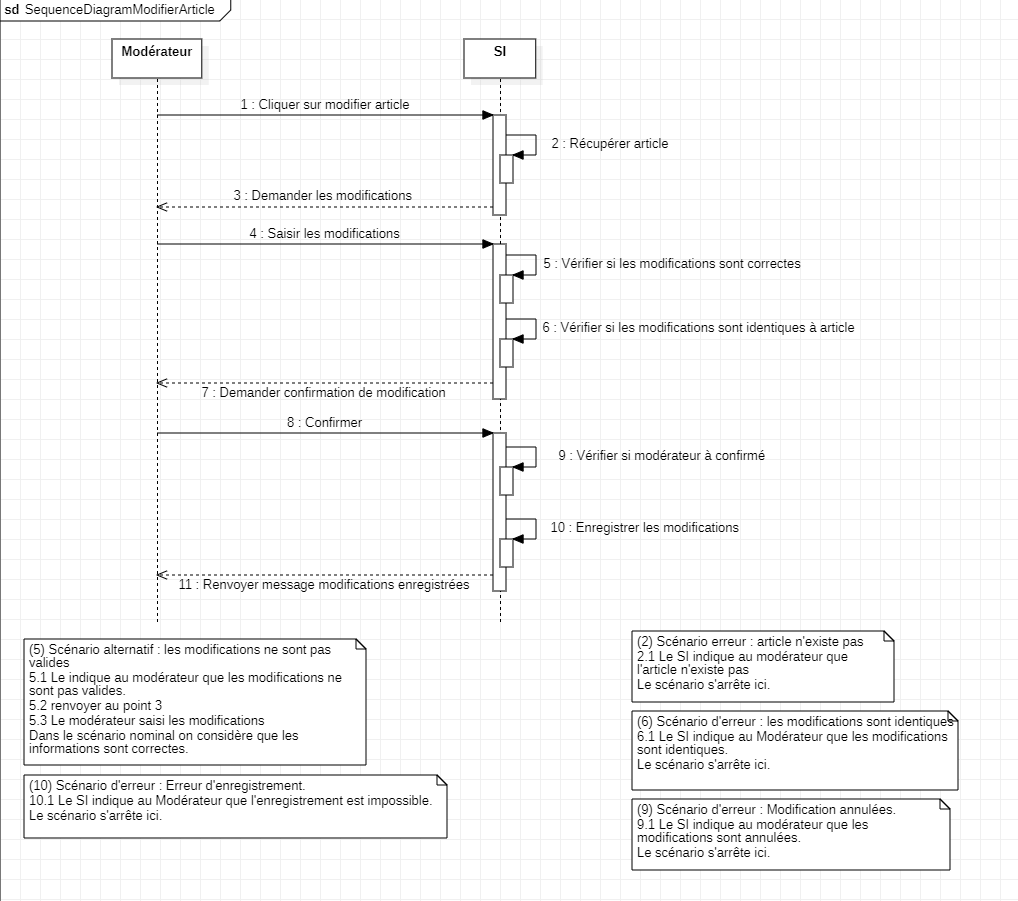 sd SequenceDiagramModifierArticle
Modérateur
SI
1 : Cliquer sur modifier article
2 : Récupérer article
3 : Demander les modifications
4 : Saisir les modifications
5 : Vérifier si les modifications sont correctes
6 : Vérifier si les modifications sont identiques à article
7 : Demander confirmation de modification
8 : Confirmer
9 : Vérifier si modérateur à confirmé
10 : Enregistrer les modifications
11 : Renvoyer message modifications enregistrées
(5) Scénario alternatif : les modifications ne sont pas
valides
5.1 Le indique au modérateur que les modifications ne
sont pas valides.
5.2 renvoyer au point 3
5.3 Le modérateur saisi les modifications
Dans le scénario nominal on considère que les
informations sont correctes.
(10) Scénario d'erreur : Erreur d'enregistrement.
10.1 Le SI indique au Modérateur que l'enregistrement est impossible.
Le scénario s'arrête ici.
(2) Scénario erreur : article n'existe pas
2.1 Le SI indique au modérateur que
l'article n'existe pas
Le scénario s'arrête ici.
(6) Scénario d'erreur : les modifications sont identiques
6.1 Le SI indique au Modérateur que les modifications
sont identiques.
Le scénario s'arrête ici.
(9) Scénario d'erreur : Modification annulées.
9.1 Le SI indique au modérateur que les
modifications sont annulées.
Le scénario s'arrête ici.